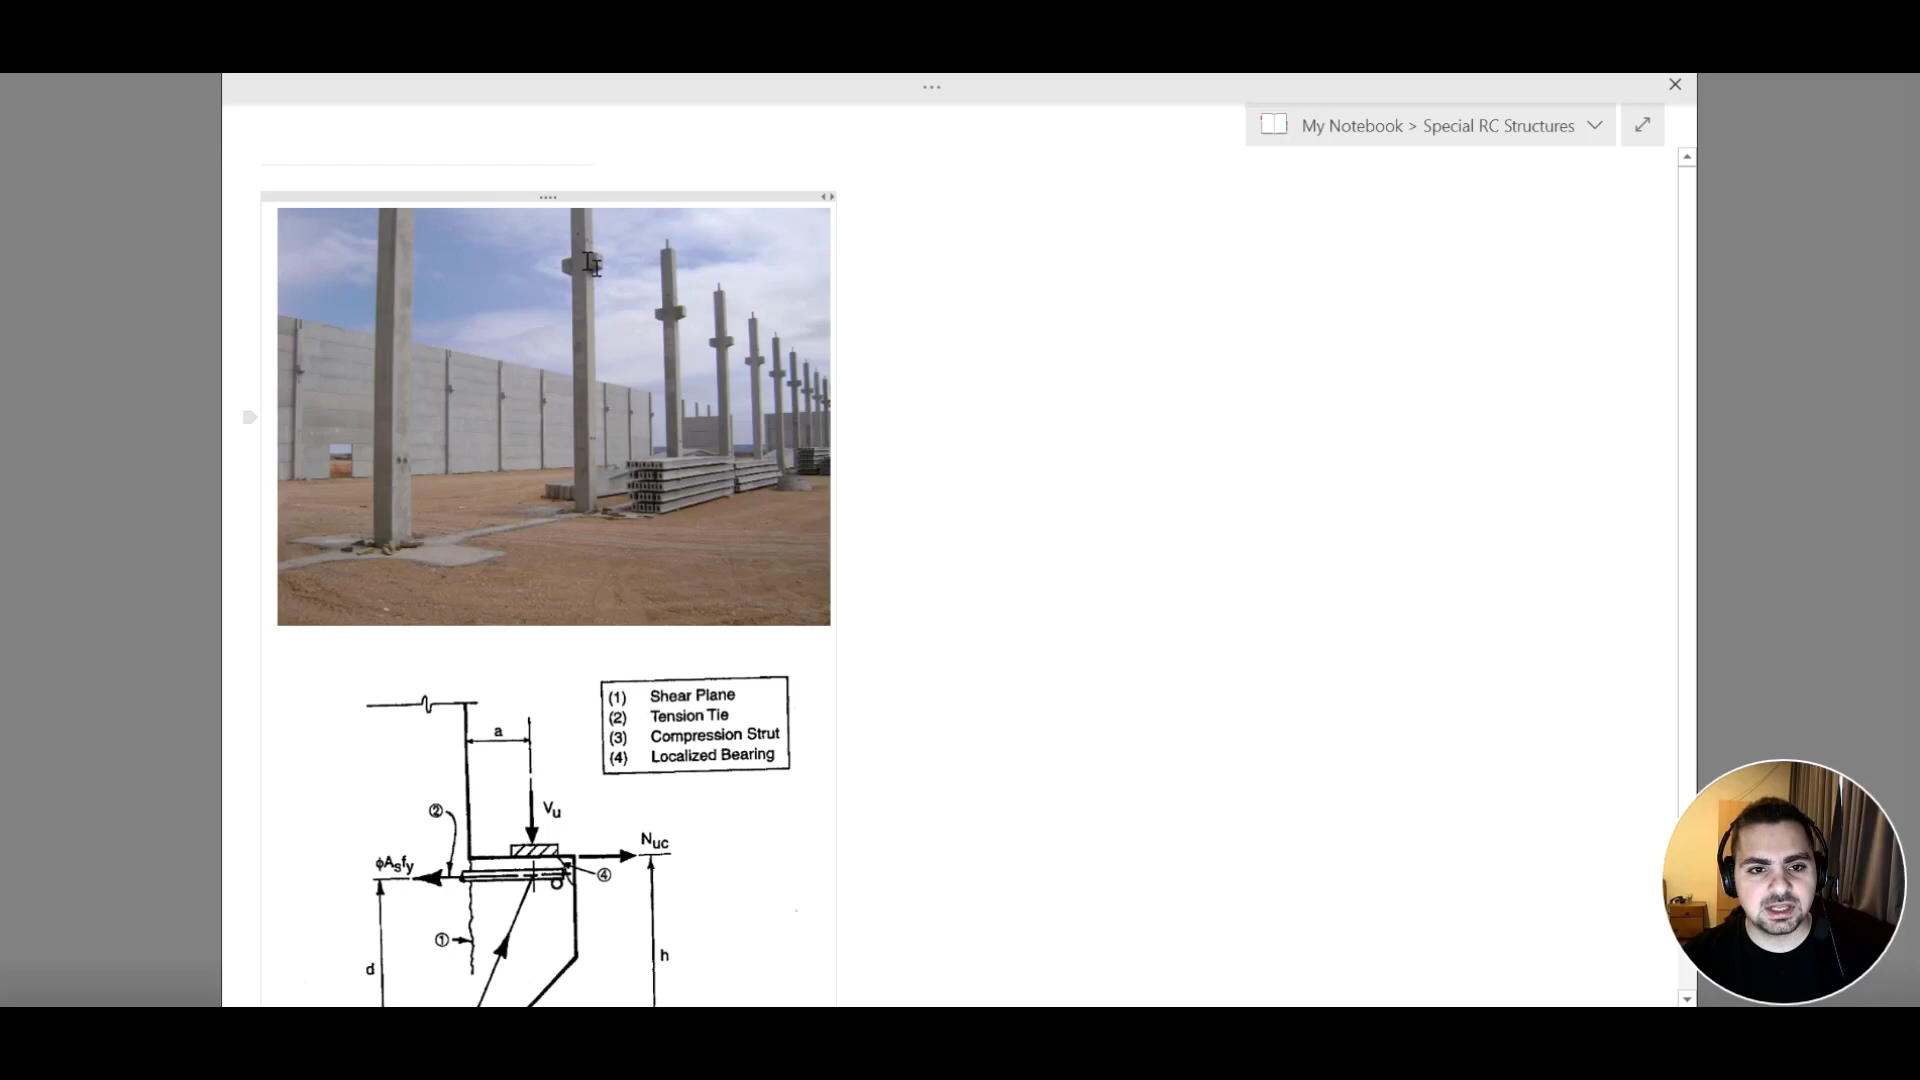 My Notebook > Special RC Structures
(1) Shear Plane
(2) Tension Tie
(3) Compression Strut
(4) Localized Bearing
a
②
Vu
Nuc
ϕAsfy
④
①
d
h